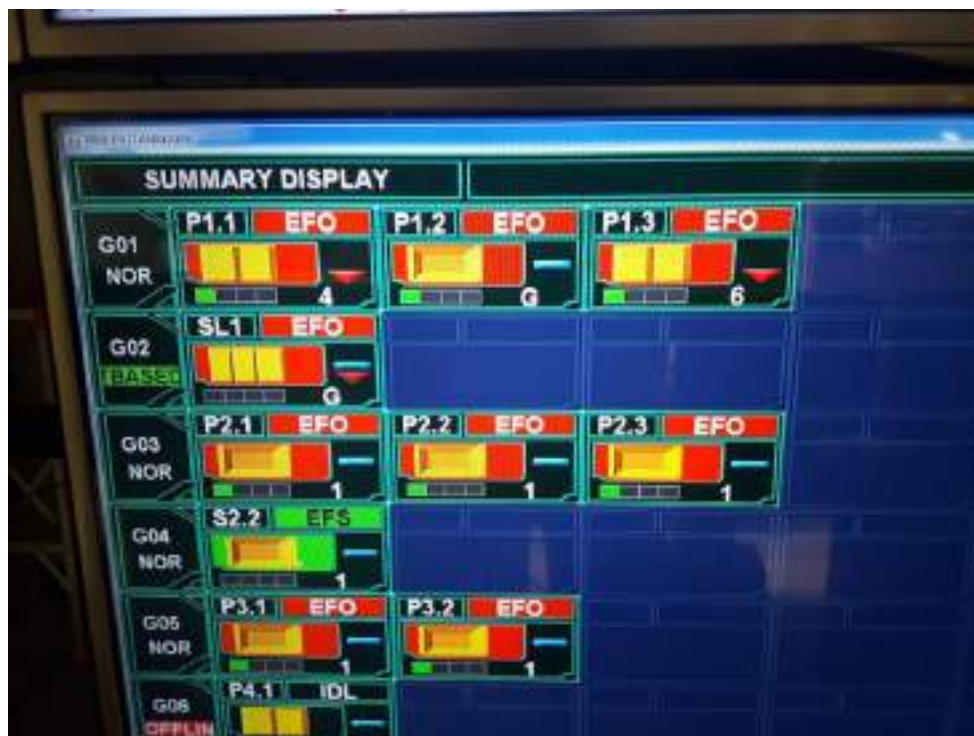 SUMMARY DISPLAY
P1.1 EFO P1.2 EFO P1.3 EFO
G01
NOR
4 G 6
SL1 EFO
G02
TBASED
G
P2.1 EFO P2.2 EFO P2.3 EFO
G03
NOR
1 1 1
S2.2 EFS
G04
NOR
1
P3.1 EFO P3.2 EFO
G05
NOR
1 1
P4.1 IDL
G06
OFFLIN